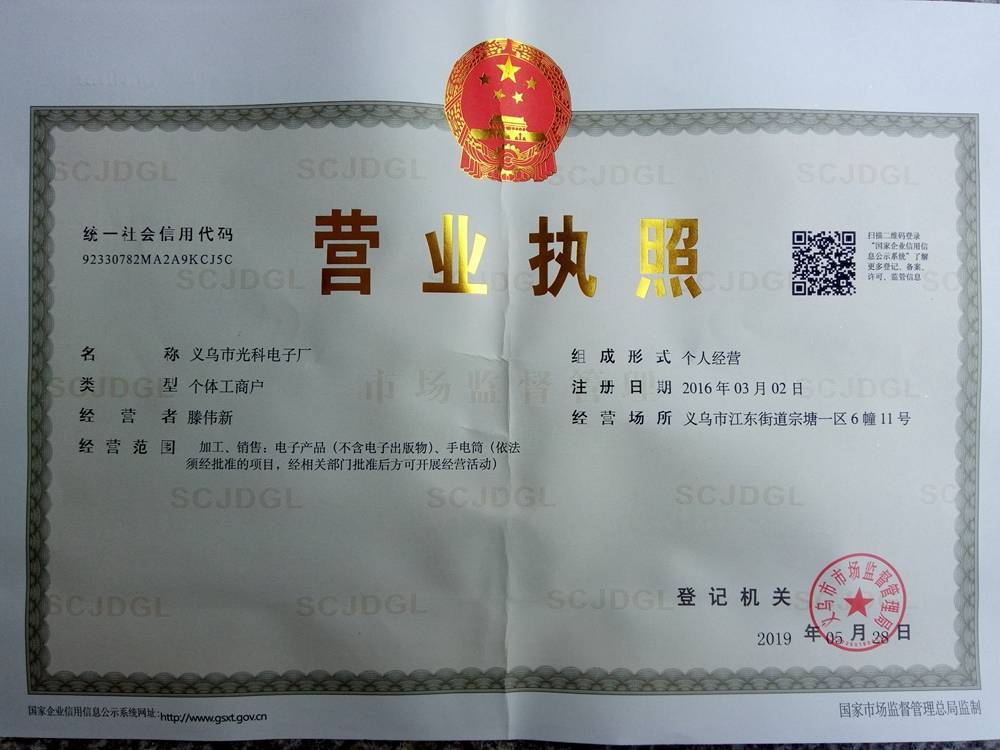 营业执照
统一社会信用代码
92330782MA2A9KCJ5C
扫描二维码登录
“国家企业信用信
息公示系统”了解
更多登记、备案、
许可、监管信息
名 称 义乌市光科电子厂
类 型 个体工商户
经营者 滕伟新
经营范围 加工、销售：电子产品（不含电子出版物）、手电筒（依法
须经批准的项目，经相关部门批准后方可开展经营活动）
组成形式 个人经营
注册日期 2016年03月02日
经营场所 义乌市江东街道宗塘一区6幢11号
市场监督管理
SCJDGL
登记机关
义乌市市场监督管理局
2019年05月28日
国家企业信用信息公示系统网址:http://www.gsxt.gov.cn
国家市场监督管理总局监制